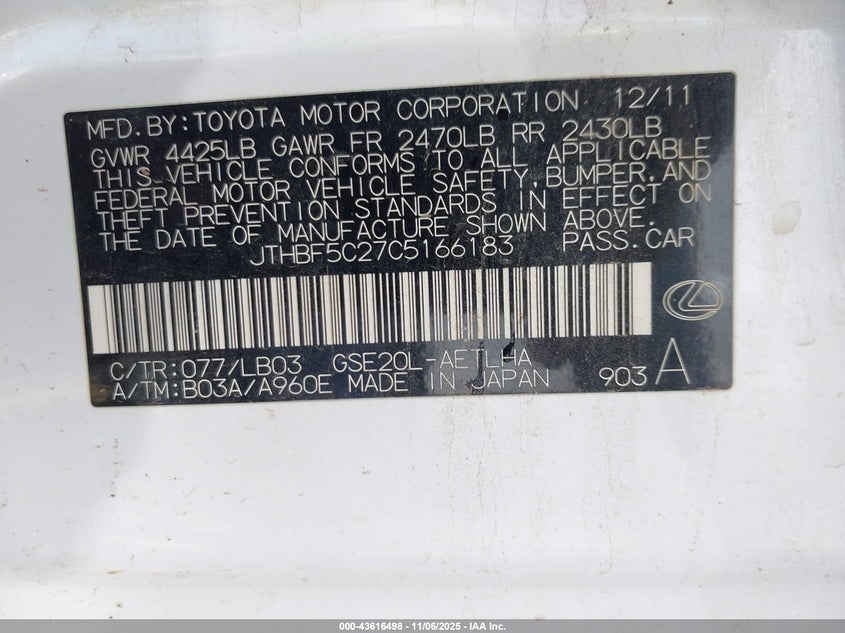 MFD.BY:TOYOTA MOTOR CORPORATION 12/11
GVWR 4425LB GAWR FR 2470LB RR 2430LB
THIS VEHICLE CONFORMS TO ALL APPLICABLE
FEDERAL MOTOR VEHICLE SAFETY,BUMPER,AND
THEFT PREVENTION STANDARDS IN EFFECT ON
THE DATE OF MANUFACTURE SHOWN ABOVE.
JTHBF5C27C5166183 PASS.CAR
C/TR:077/LB03 GSE20L-AETLHA
A/TM:B03A/A960E MADE IN JAPAN 903 A
000-43616498 - 11/06/2025 - IAA Inc.